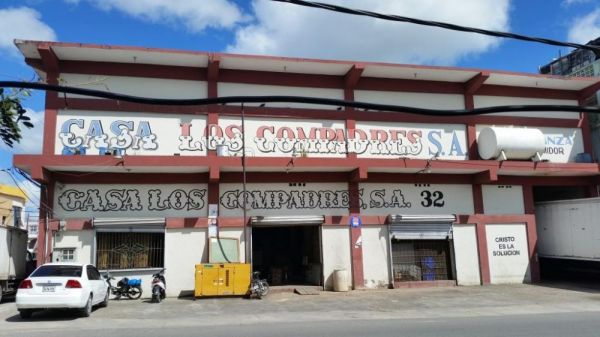 CASA LOS COMPADRES S.A.
CASA LOS COMPADRES, S.A. 32
CRISTO
ES LA
SOLUCION